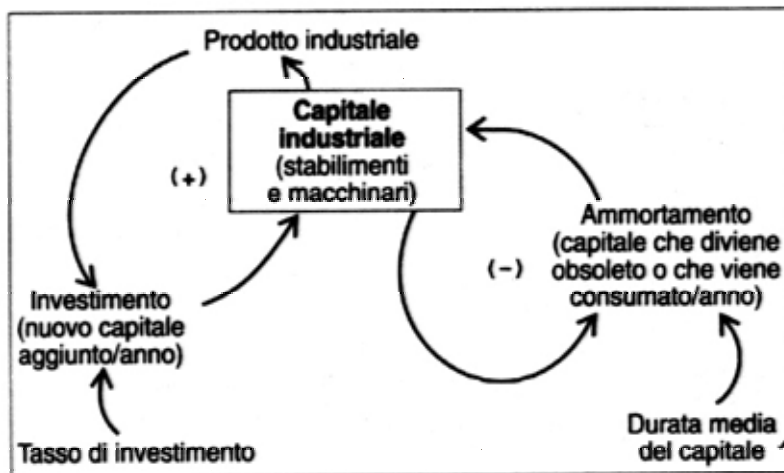 Prodotto industriale
Capitale
industriale
(stabilimenti
e macchinari)
(+)
Ammortamento
(capitale che diviene
obsoleto o che viene
consumato/anno)
(-)
Investimento
(nuovo capitale
aggiunto/anno)
Tasso di investimento
Durata media
del capitale